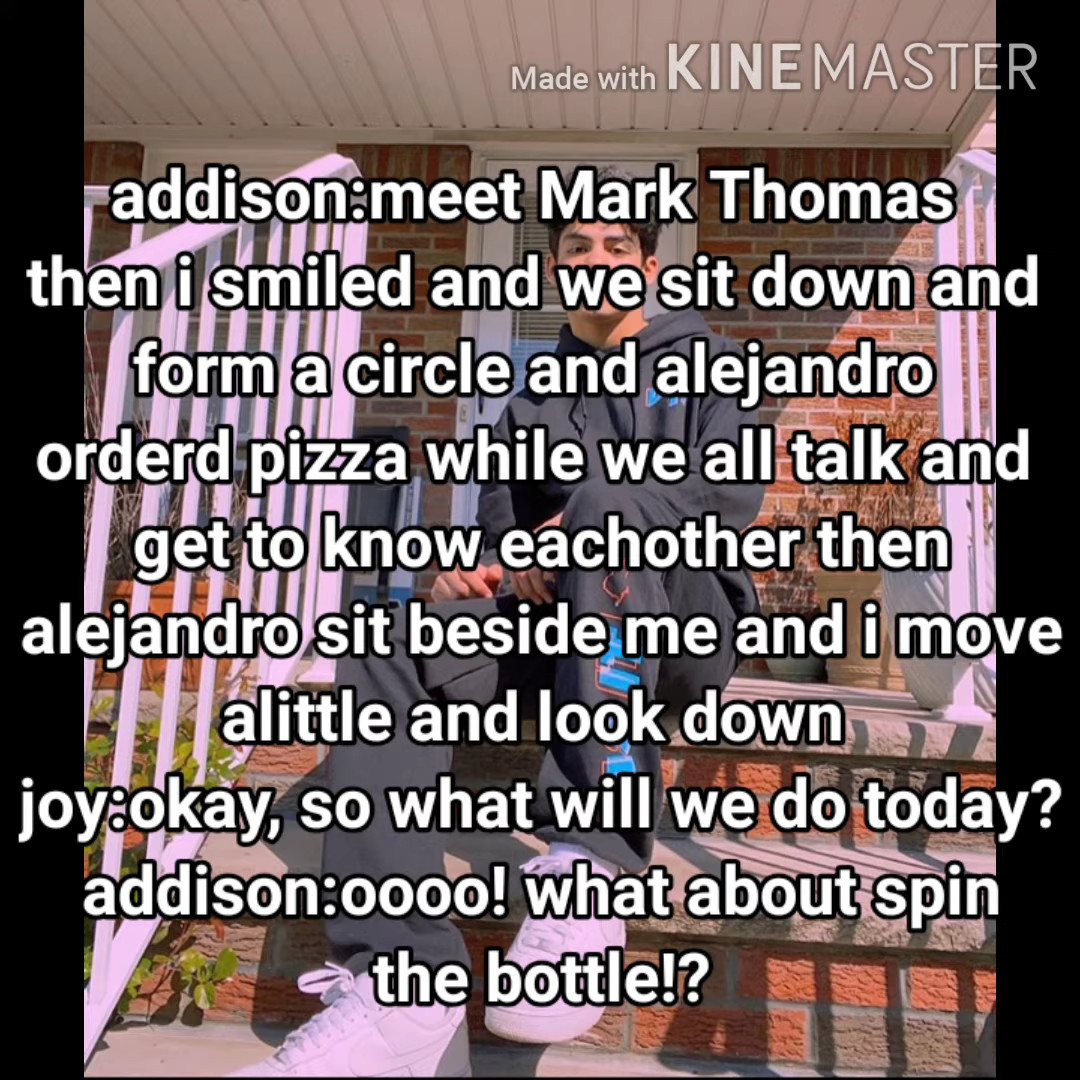 Made with KINEMASTER
addison:meet Mark Thomas
then i smiled and we sit down and
form a circle and alejandro
orderd pizza while we all talk and
get to know eachother then
alejandro sit beside me and i move
alittle and look down
joy:okay, so what will we do today?
addison:oooo! what about spin
the bottle!?